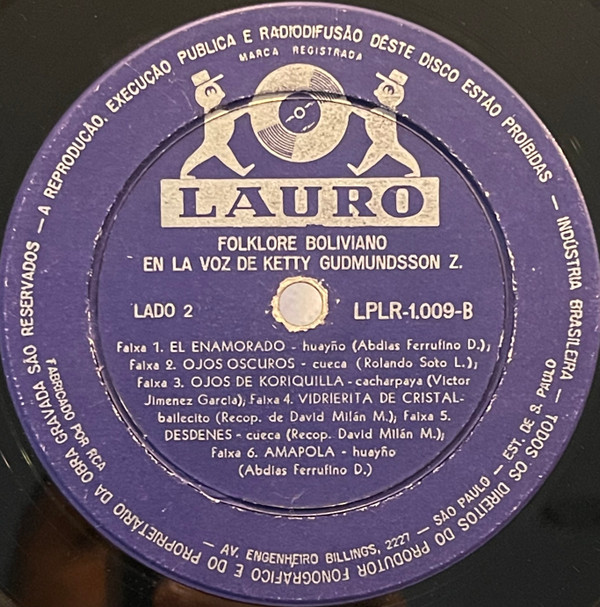 A REPRODUÇÃO, EXECUÇÃO PUBLICA E RADIODIFUSÃO DÊSTE DISCO ESTÃO PROIBIDAS — INDÚSTRIA BRASILEIRA — TODOS OS DIREITOS DO PRODUTOR FONOGRAFICO E DO PROPRIETÁRIO DA OBRA GRAVADA SÃO RESERVADOS —
MARCA REGISTRADA
LAURO
FOLKLORE BOLIVIANO
EN LA VOZ DE KETTY GUDMUNDSSON Z.
LADO 2
LPLR-1.009-B
Faixa 1. EL ENAMORADO - huayño (Abdias Ferrufino D.);
Faixa 2. OJOS OSCUROS - cueca (Rolando Soto L.);
Faixa 3. OJOS DE KORIQUILLA - cacharpaya (Victor
Jimenez Garcia); Faixa 4. VIDRIERITA DE CRISTAL-
bailecito (Recop. de David Milán M.); Faixa 5.
DESDENES - cueca (Recop. David Milán M.);
Faixa 6. AMAPOLA - huayño
(Abdias Ferrufino D.)
FABRICADO POR RCA — AV. ENGENHEIRO BILLINGS, 2227 — SÃO PAULO — EST. DE S. PAULO